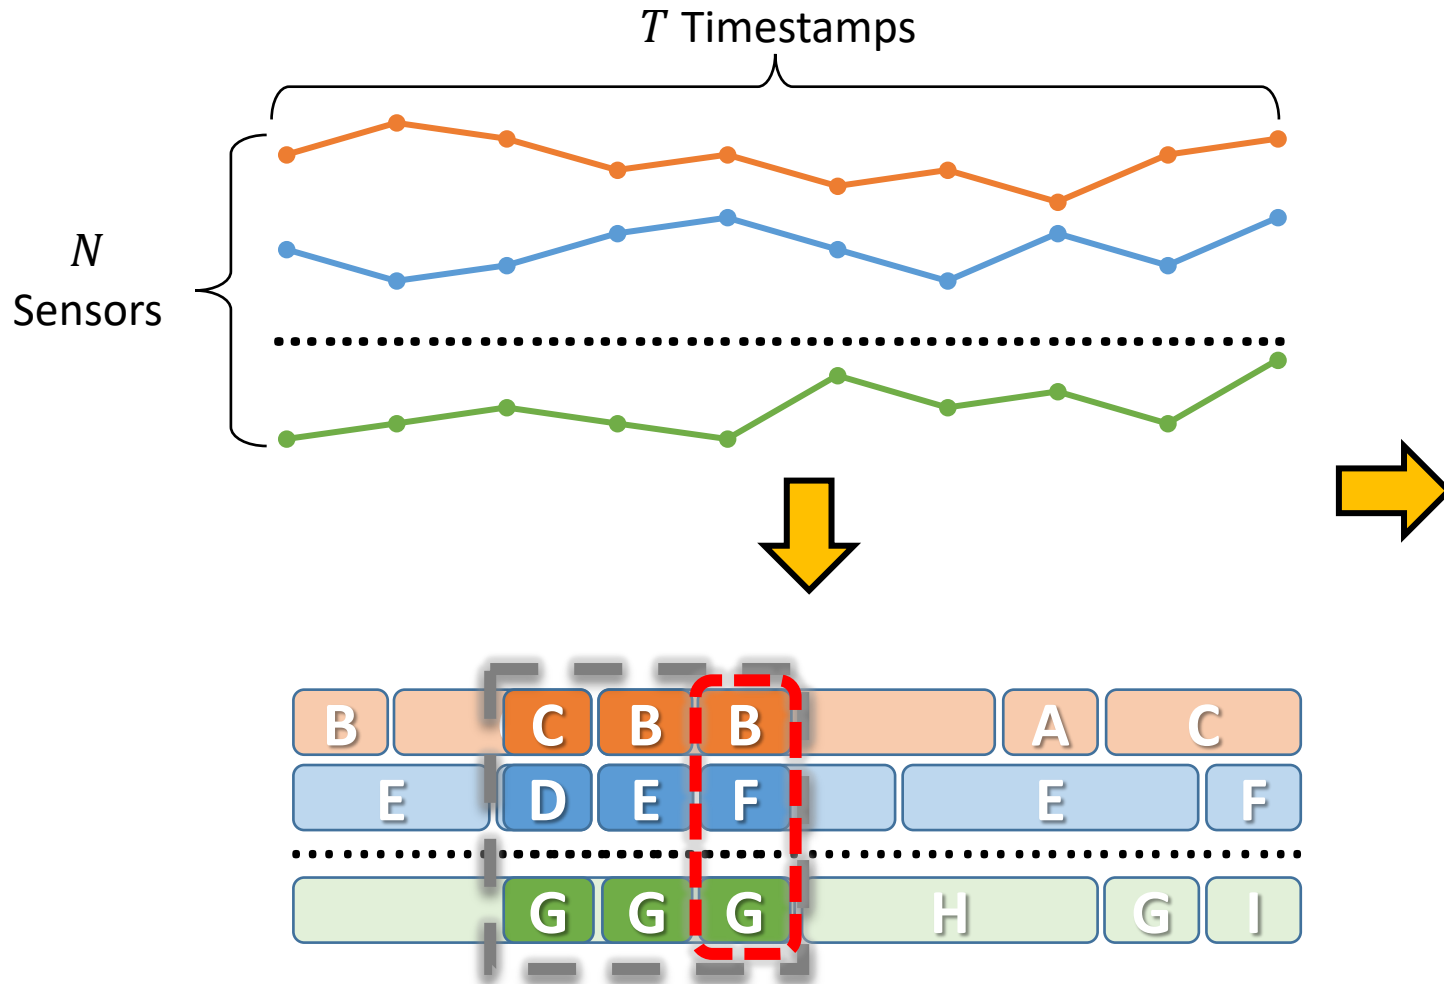 T Timestamps
N
Sensors
C B B A C
B
E D E F E F
G G G H G I